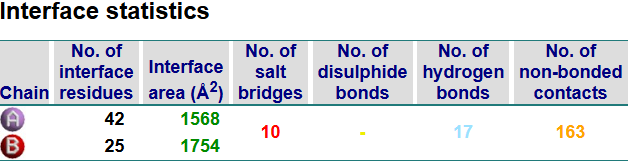 Interface statistics
Chain No. of interface residues Interface area (Å2) No. of salt bridges No. of disulphide bonds No. of hydrogen bonds No. of non-bonded contacts
A 42 1568 10 - 17 163
B 25 1754